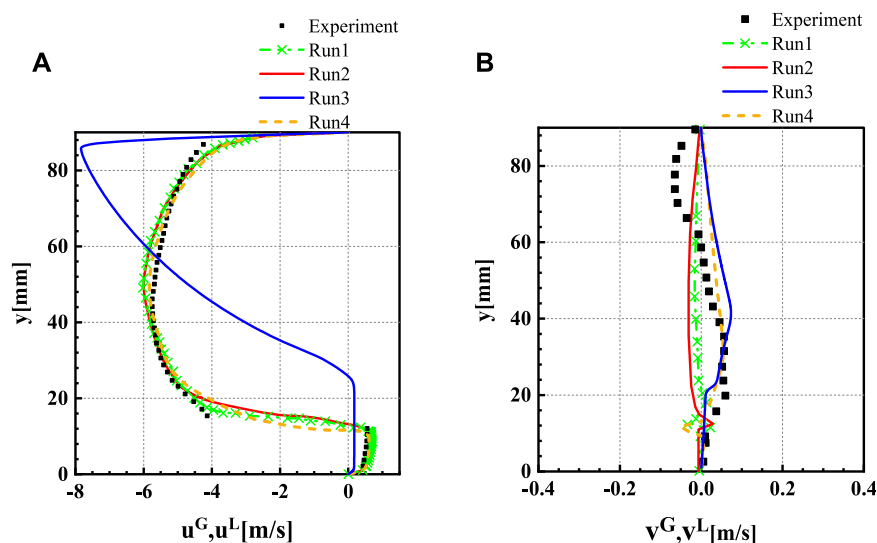 A
Experiment
Run1
Run2
Run3
Run4
y[mm]
80
60
40
20
0
-8
-6
-4
-2
0
uᴳ,uᴸ[m/s]
B
Experiment
Run1
Run2
Run3
Run4
y[mm]
80
60
40
20
0
-0.4
-0.2
0.0
0.2
0.4
vᴳ,vᴸ[m/s]